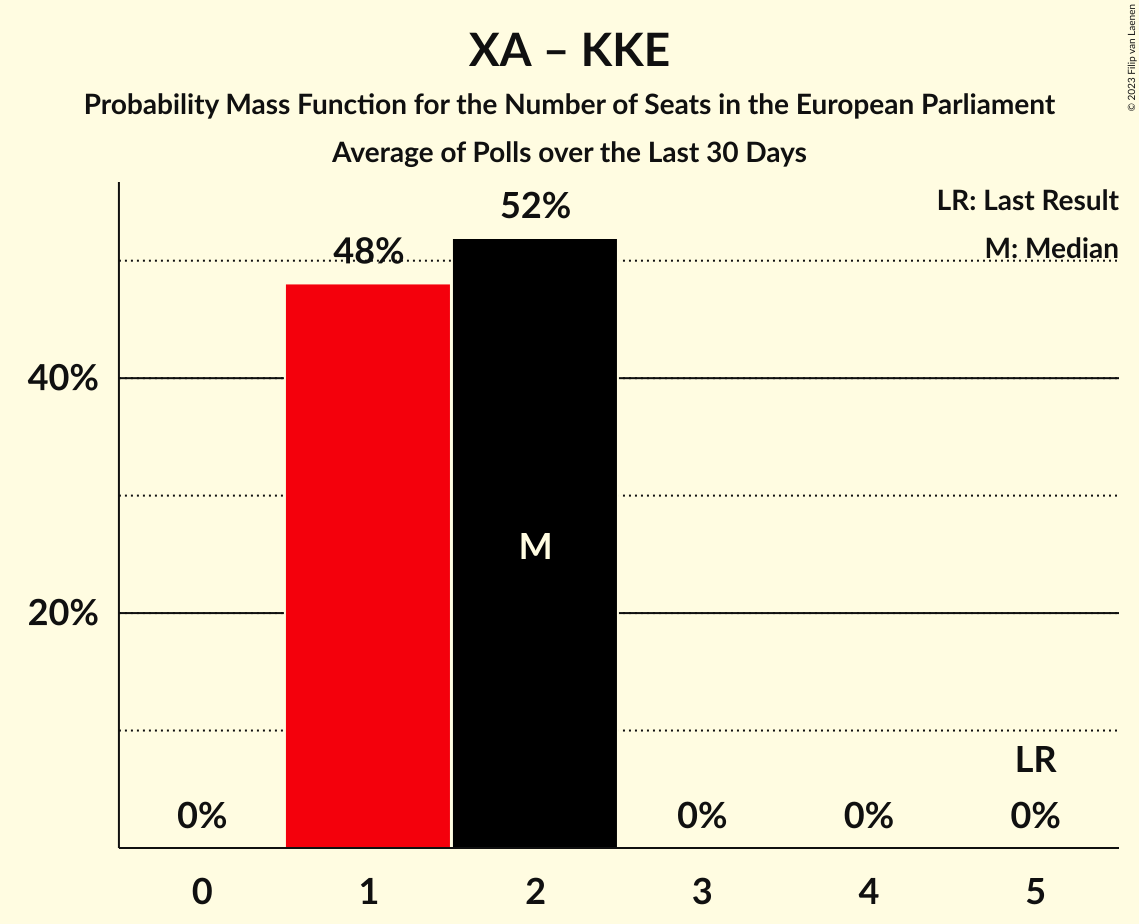 XA – KKE
Probability Mass Function for the Number of Seats in the European Parliament
Average of Polls over the Last 30 Days
© 2023 Filip van Laenen
LR: Last Result
M: Median
52%
48%
40%
M
20%
LR
0%
0%
0%
0%
0
1
2
3
4
5